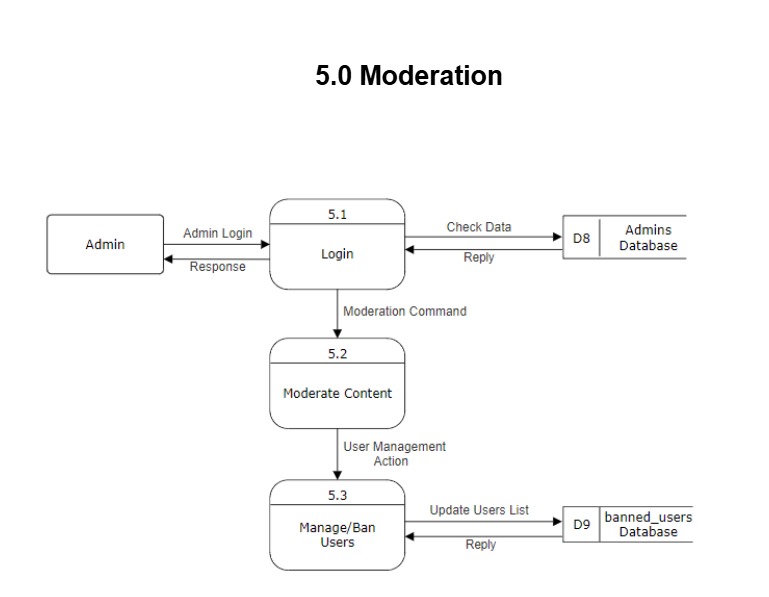 5.0 Moderation
5.1
Admin
Admin Login
Response
Login
Check Data
Reply
D8
Admins
Database
Moderation Command
5.2
Moderate Content
User Management
Action
5.3
Manage/Ban
Users
Update Users List
Reply
D9
banned_users
Database